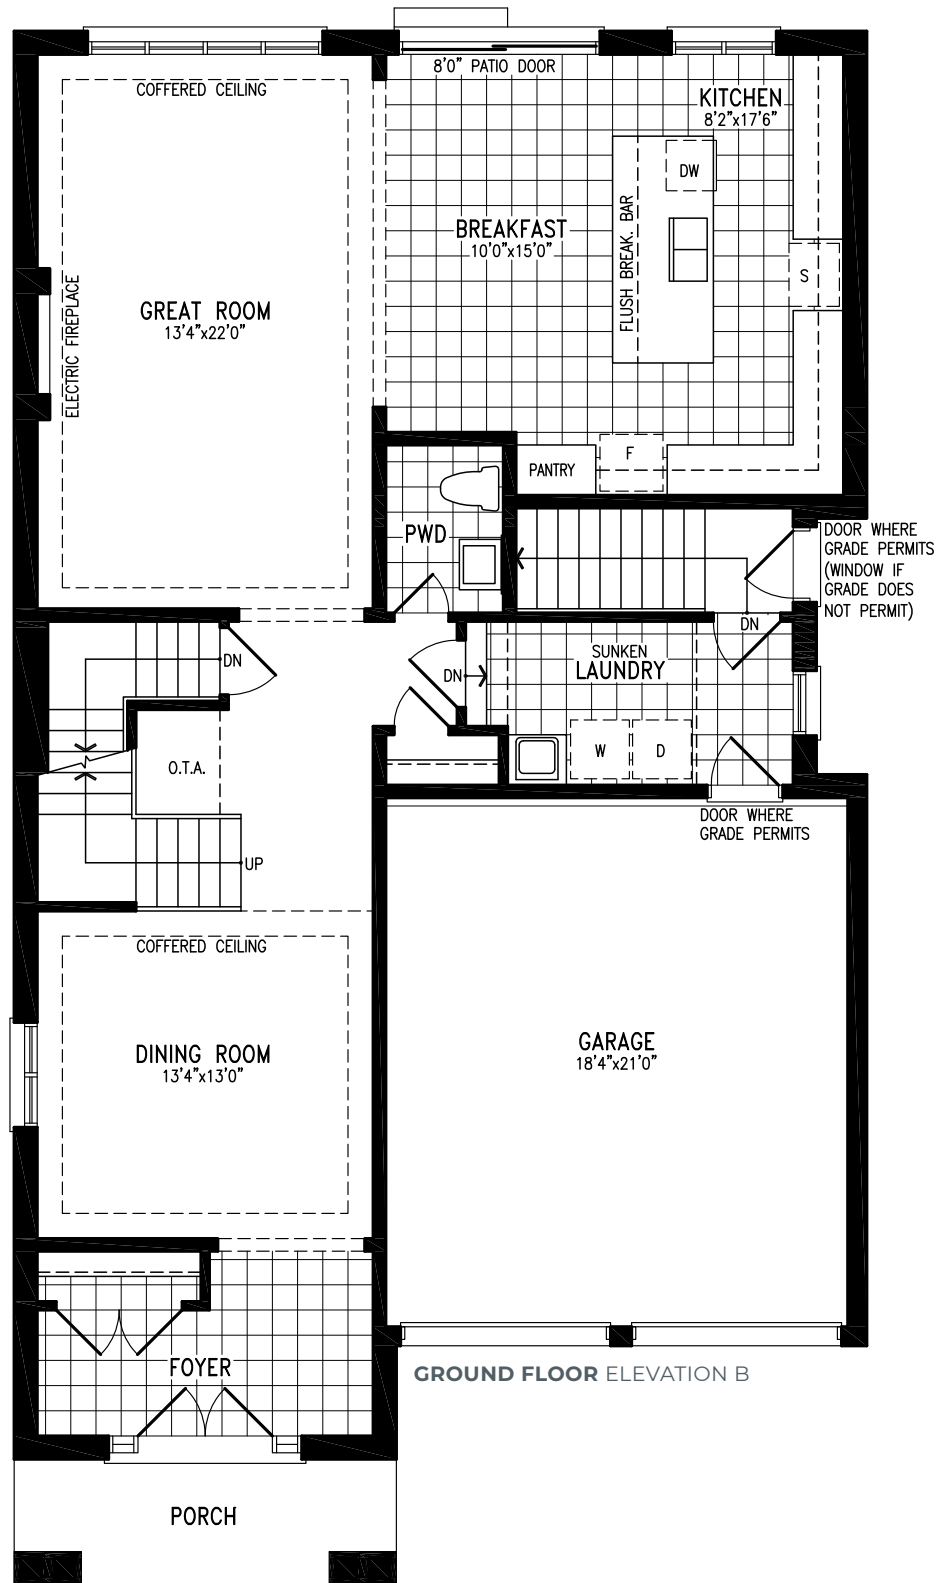 8'0" PATIO DOOR
COFFERED CEILING
KITCHEN
8'2"x17'6"
DW
BREAKFAST
10'0"x15'0"
FLUSH BREAK. BAR
S
ELECTRIC FIREPLACE
GREAT ROOM
13'4"x22'0"
F
PANTRY
PWD
DOOR WHERE
GRADE PERMITS
(WINDOW IF
GRADE DOES
NOT PERMIT)
DN
SUNKEN
LAUNDRY
DN
DN
W
D
O.T.A.
DOOR WHERE
GRADE PERMITS
UP
COFFERED CEILING
DINING ROOM
13'4"x13'0"
GARAGE
18'4"x21'0"
FOYER
GROUND FLOOR ELEVATION B
PORCH